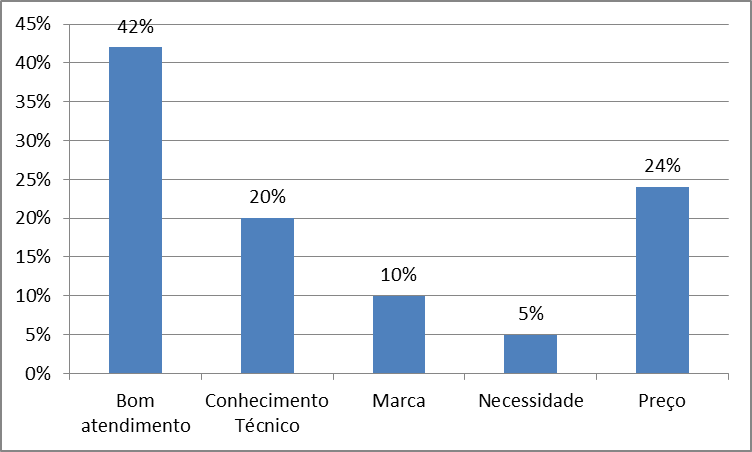 45%
40%
35%
30%
25%
20%
15%
10%
5%
0%
42%
20%
10%
5%
24%
Bom
atendimento
Conhecimento
Técnico
Marca
Necessidade
Preço